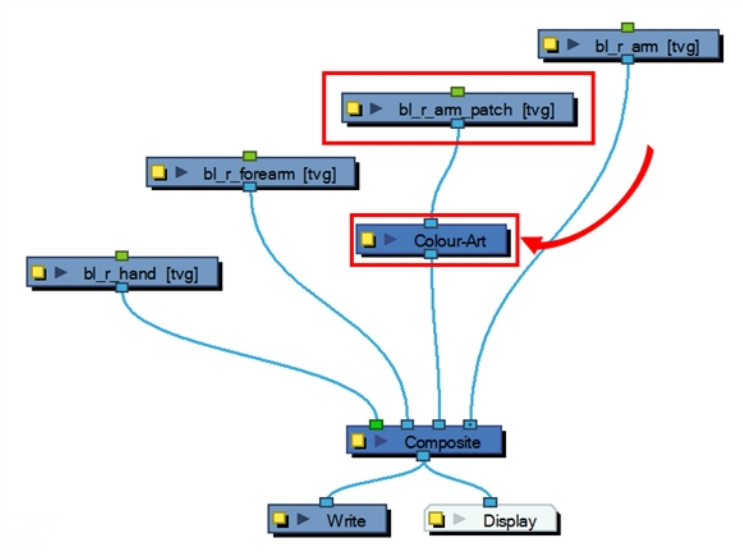 bl_r_arm [tvg]
bl_r_arm_patch [tvg]
bl_r_forearm [tvg]
Colour-Art
bl_r_hand [tvg]
Composite
Write
Display